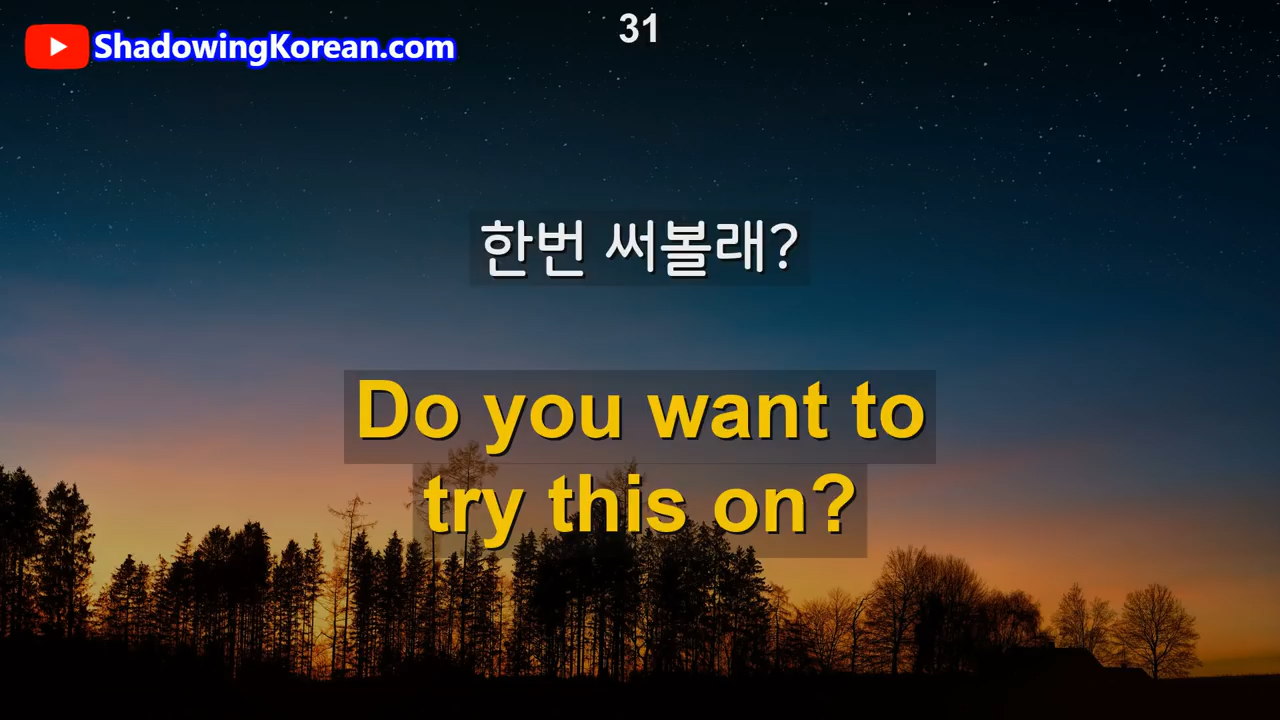 31
ShadowingKorean.com
한번 써볼래?
Do you want to
try this on?